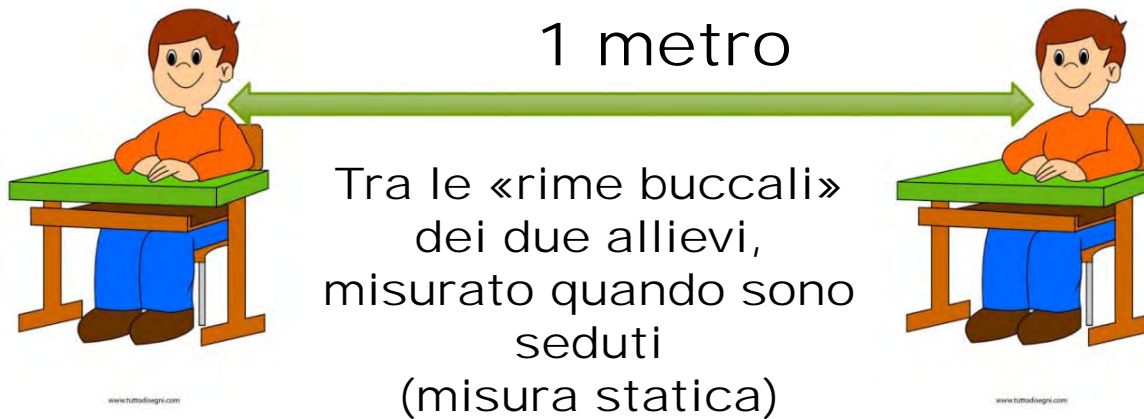 1 metro
Tra le «rime buccali»
dei due allievi,
misurato quando sono
seduti
(misura statica)
www.tuttodisegni.com
www.tuttodisegni.com